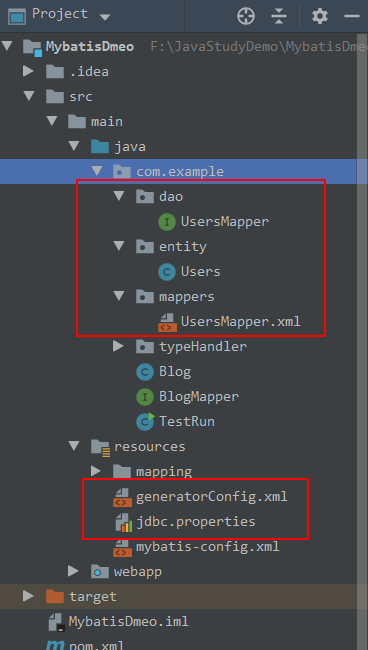 Project
MybatisDmeo F:\JavaStudyDemo\MybatisDme
.idea
src
main
java
com.example
dao
I UsersMapper
entity
C Users
mappers
UsersMapper.xml
typeHandler
C Blog
I BlogMapper
C TestRun
resources
mapping
generatorConfig.xml
jdbc.properties
mybatis-config.xml
webapp
target
MybatisDmeo.iml
m pom.xml